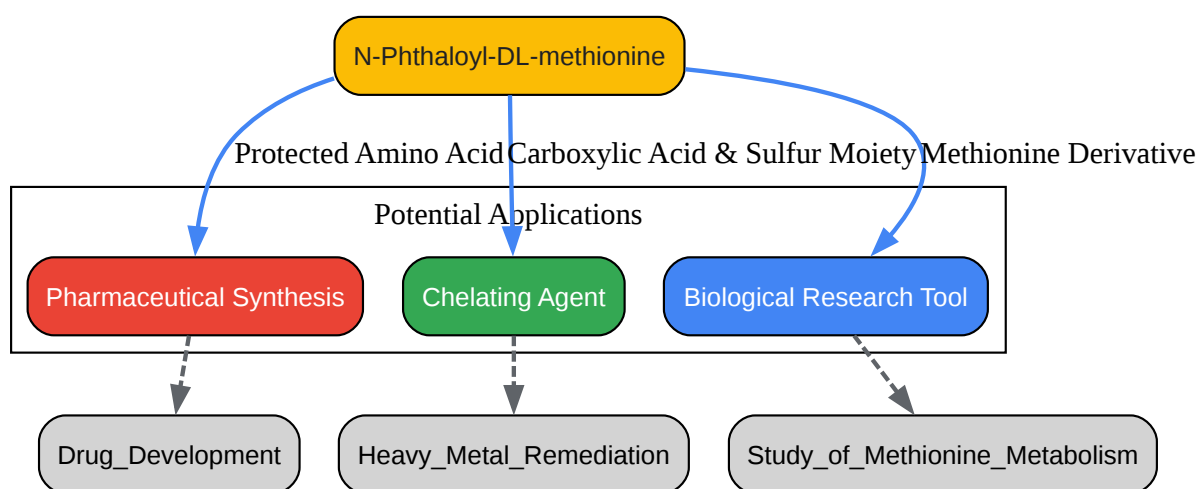 N-Phthaloyl-DL-methionine
Protected Amino Acid
Carboxylic Acid & Sulfur Moiety
Methionine Derivative
Potential Applications
Pharmaceutical Synthesis
Chelating Agent
Biological Research Tool
Drug_Development
Heavy_Metal_Remediation
Study_of_Methionine_Metabolism